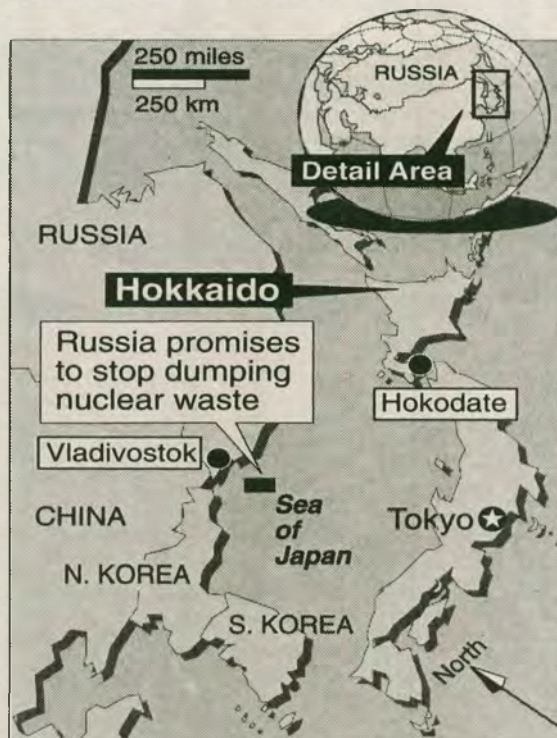 250 miles
250 km
RUSSIA
Detail Area
RUSSIA
Hokkaido
Russia promises
to stop dumping
nuclear waste
Hokodate
Vladivostok
CHINA
Sea
of
Japan
Tokyo
N. KOREA
S. KOREA
North